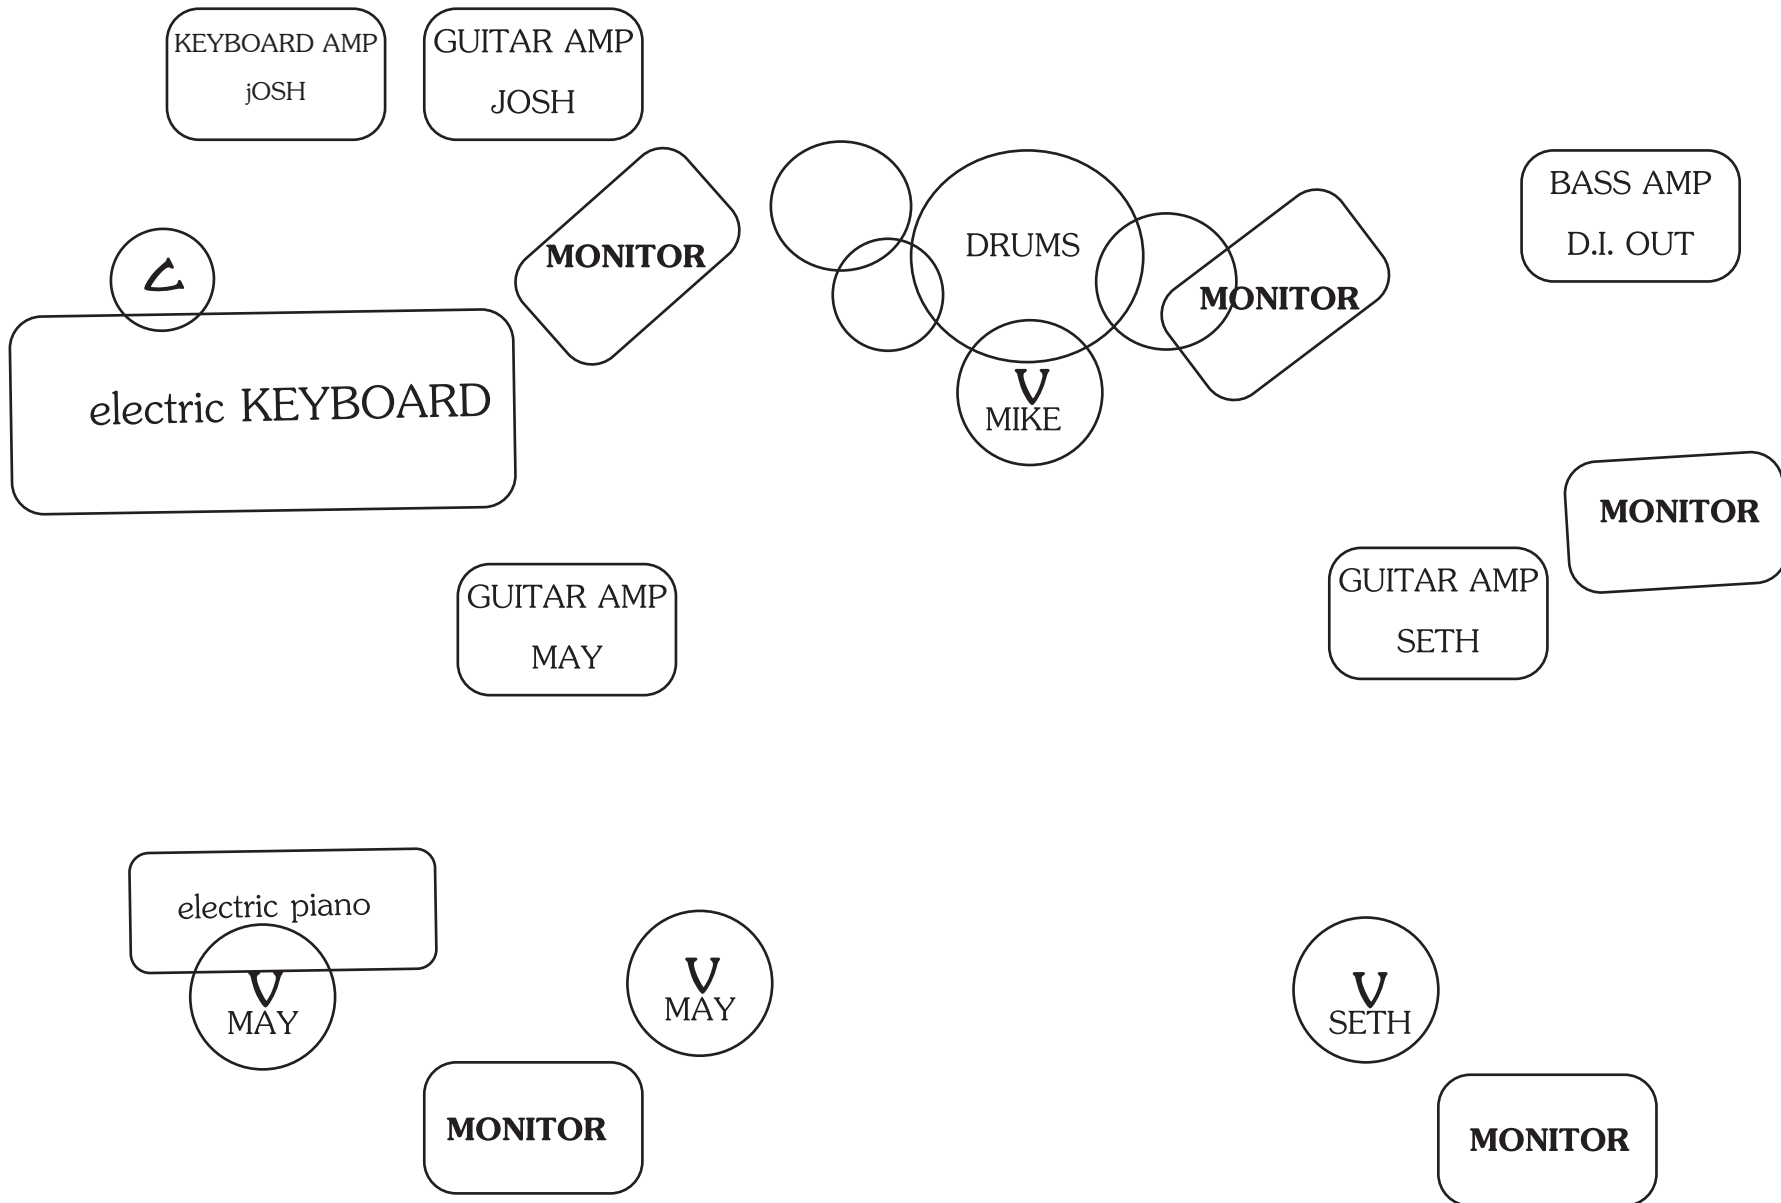 KEYBOARD AMP
jOSH
GUITAR AMP
JOSH
MONITOR
DRUMS
MONITOR
BASS AMP
D.I. OUT
V
electric KEYBOARD
V
MIKE
MONITOR
GUITAR AMP
MAY
GUITAR AMP
SETH
electric piano
V
MAY
V
MAY
V
SETH
MONITOR
MONITOR